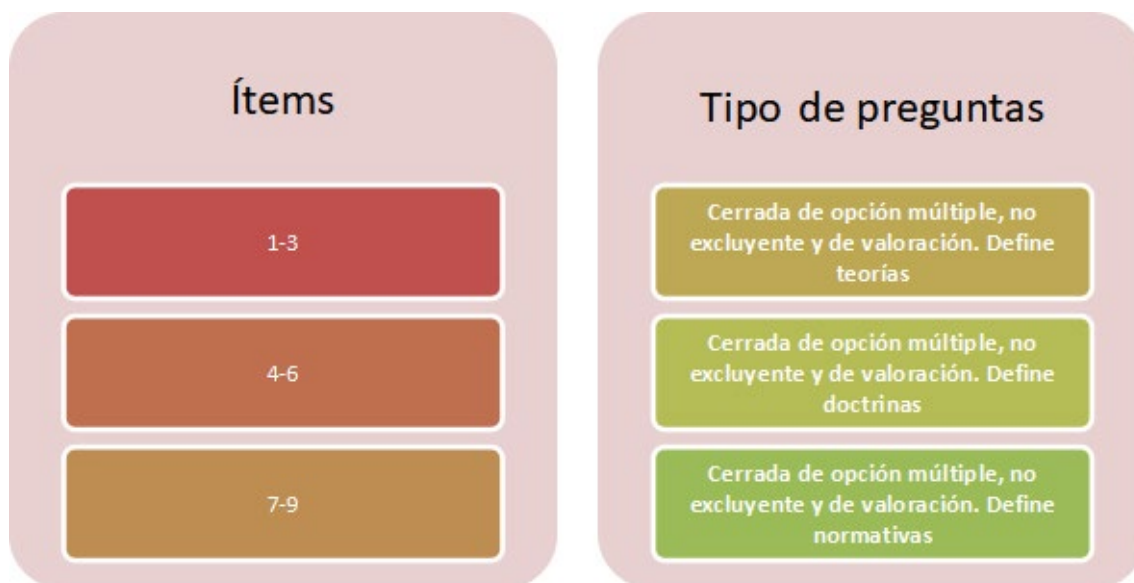 Ítems
1-3
4-6
7-9
Tipo de preguntas
Cerrada de opción múltiple, no
excluyente y de valoración. Define
teorías
Cerrada de opción múltiple, no
excluyente y de valoración. Define
doctrinas
Cerrada de opción múltiple, no
excluyente y de valoración. Define
normativas